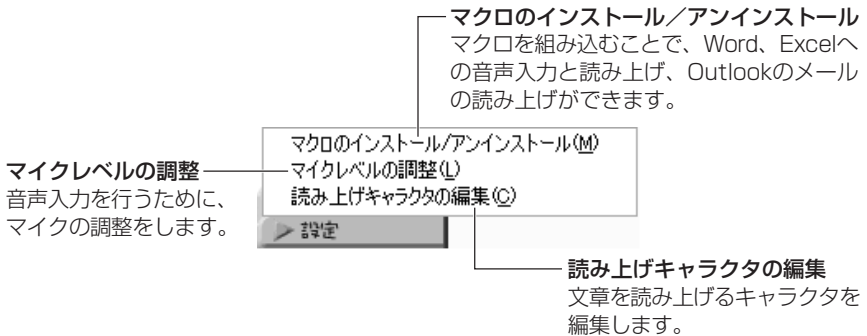 マクロのインストール／アンインストール
マクロを組み込むことで、Word、Excelへ
の音声入力と読み上げ、Outlookのメール
の読み上げができます。
マクロのインストール/アンインストール(M)
マイクレベルの調整(L)
読み上げキャラクタの編集(C)
設定
マイクレベルの調整
音声入力を行うために、
マイクの調整をします。
読み上げキャラクタの編集
文章を読み上げるキャラクタを
編集します。